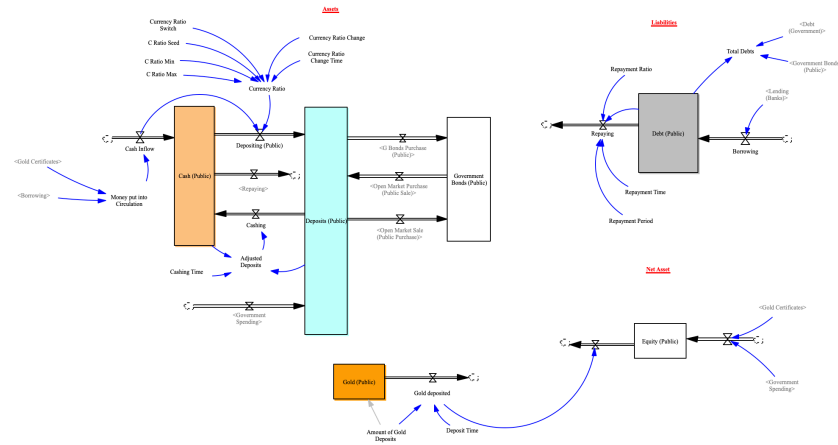 Assets
Currency Ratio
Switch
C Ratio Seed
C Ratio Min
C Ratio Max
Currency Ratio Change
Currency Ratio
Change Time
Currency Ratio
Cash Inflow
Depositing (Public)
<Gold Certificates>
<Borrowing>
Money put into
Circulation
Cash (Public)
<Repaying>
Cashing
Deposits (Public)
Adjusted
Deposits
Cashing Time
<Government
Spending>
<G Bonds Purchase
(Public)>
<Open Market Purchase
(Public Sale)>
<Open Market Sale
(Public Purchase)>
Government
Bonds (Public)
Liabilities
<Debt
(Government)>
Total Debts
<Government Bonds
(Public)>
Repayment Ratio
<Lending
(Banks)>
Repaying
Debt (Public)
Borrowing
Repayment Time
Repayment Period
Net Asset
<Gold Certificates>
Equity (Public)
<Government
Spending>
Gold (Public)
Gold deposited
Amount of Gold
Deposits
Deposit Time